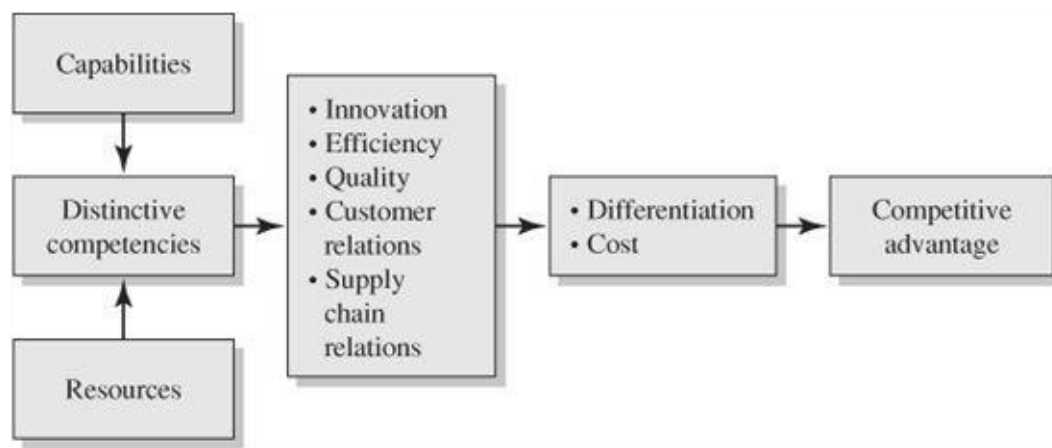 Capabilities
Distinctive
competencies
Resources
• Innovation
• Efficiency
• Quality
• Customer
relations
• Supply
chain
relations
• Differentiation
• Cost
Competitive
advantage